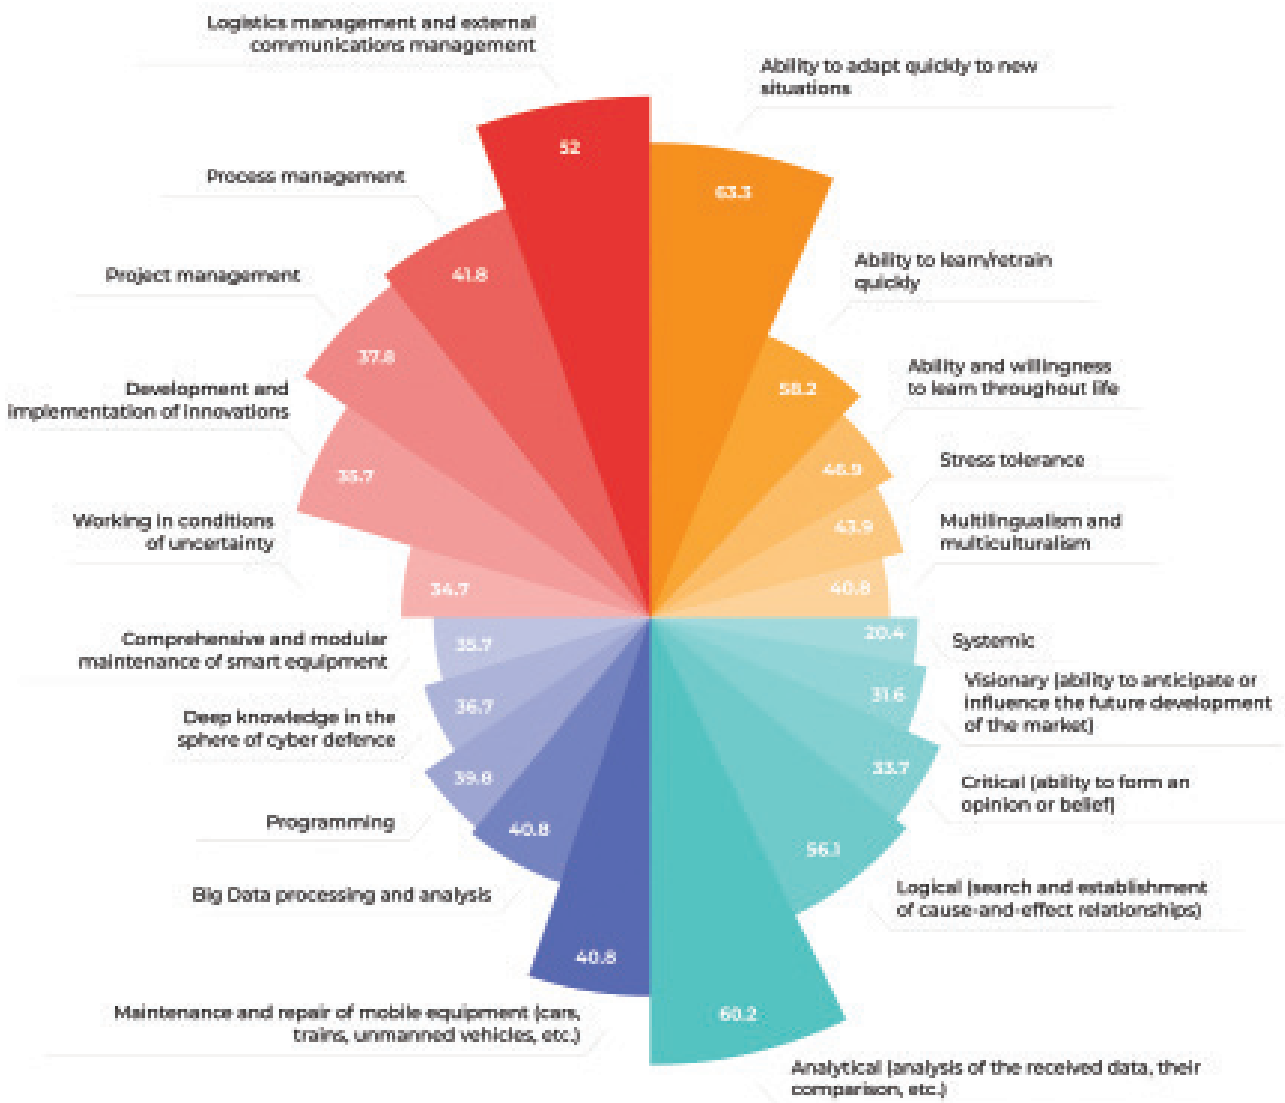 Logistics management and external
communications management
52
Process management
41.8
Project management
37.8
Development and
implementation of innovations
35.7
Working in conditions
of uncertainty
34.7
Ability to adapt quickly to new
situations
63.3
Ability to learn/retrain
quickly
58.2
Ability and willingness
to learn throughout life
46.9
Stress tolerance
43.9
Multilingualism and
multiculturalism
40.8
Comprehensive and modular
maintenance of smart equipment
35.7
Deep knowledge in the
sphere of cyber defence
36.7
Programming
39.8
Big Data processing and analysis
40.8
Maintenance and repair of mobile equipment (cars,
trains, unmanned vehicles, etc.)
40.8
Systemic
20.4
Visionary (ability to anticipate or
influence the future development
of the market)
31.6
Critical (ability to form an
opinion or belief)
33.7
Logical (search and establishment
of cause-and-effect relationships)
56.1
Analytical (analysis of the received data, their
comparison, etc.)
60.2